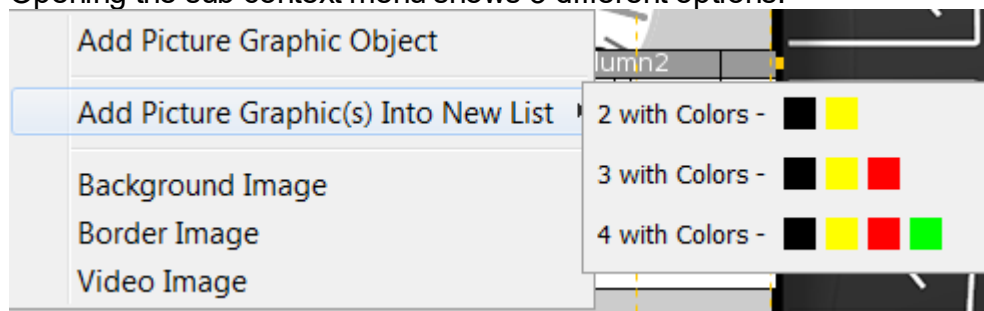 Opening the sub context menu shows 3 different options:
Add Picture Graphic Object
lumn2
Add Picture Graphic(s) Into New List
2 with Colors -
3 with Colors -
4 with Colors -
Background Image
Border Image
Video Image